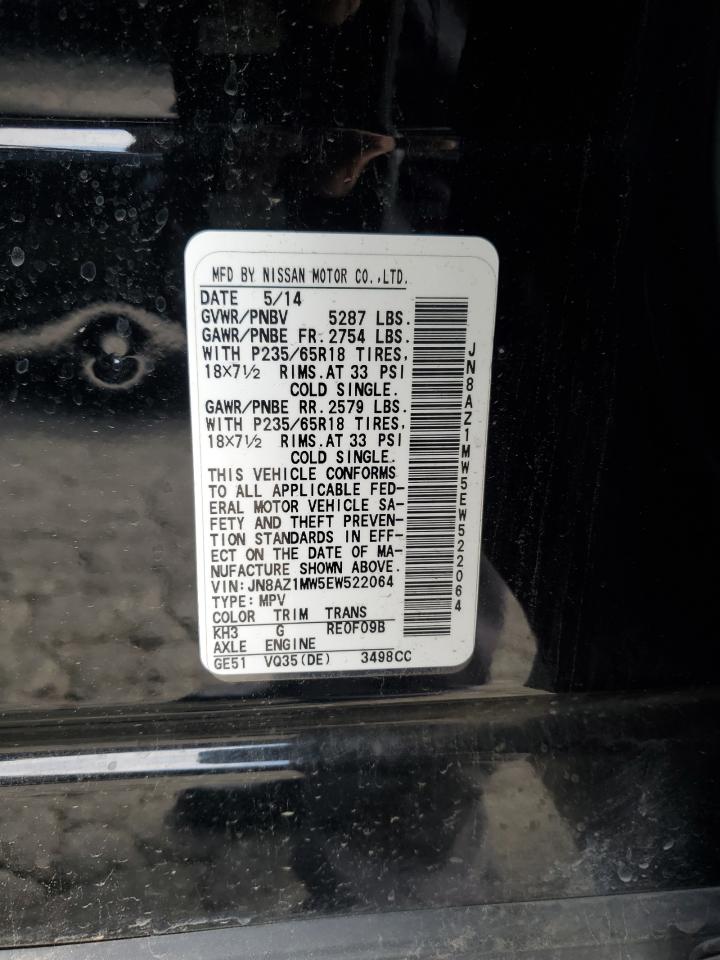 MFD BY NISSAN MOTOR CO.,LTD.
DATE 5/14
GVWR/PNBV 5287 LBS.
GAWR/PNBE FR. 2754 LBS.
WITH P235/65R18 TIRES,
18X7½ RIMS. AT 33 PSI
COLD SINGLE.
GAWR/PNBE RR. 2579 LBS.
WITH P235/65R18 TIRES,
18X7½ RIMS. AT 33 PSI
COLD SINGLE.
THIS VEHICLE CONFORMS
TO ALL APPLICABLE FED-
ERAL MOTOR VEHICLE SA-
FETY AND THEFT PREVEN-
TION STANDARDS IN EFF-
ECT ON THE DATE OF MA-
NUFACTURE SHOWN ABOVE.
VIN:JN8AZ1MW5EW522064
TYPE: MPV
COLOR TRIM TRANS
KH3 G RE0F09B
AXLE ENGINE
GE51 VQ35(DE) 3498CC
JN8AZ1MW5EW522064